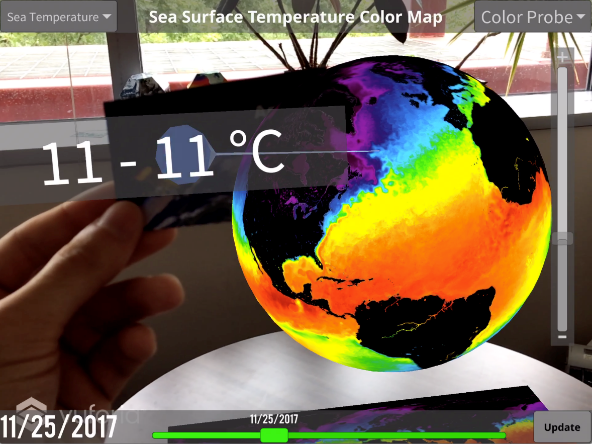 Sea Temperature
Sea Surface Temperature Color Map
Color Probe
+
11 - 11 °C
-
11/25/2017
11/25/2017
Update